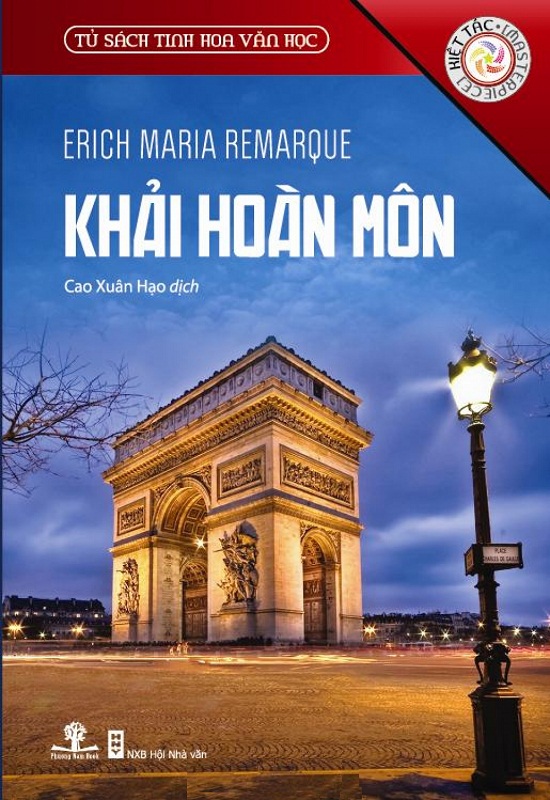 TỦ SÁCH TINH HOA VĂN HỌC
KIỆT TÁC • [MASTERPIECE]
ERICH MARIA REMARQUE
KHẢI HOÀN MÔN
Cao Xuân Hạo dịch
PLACE
CHARLES DE GAULLE
Phương Nam Book
NXB Hội Nhà văn